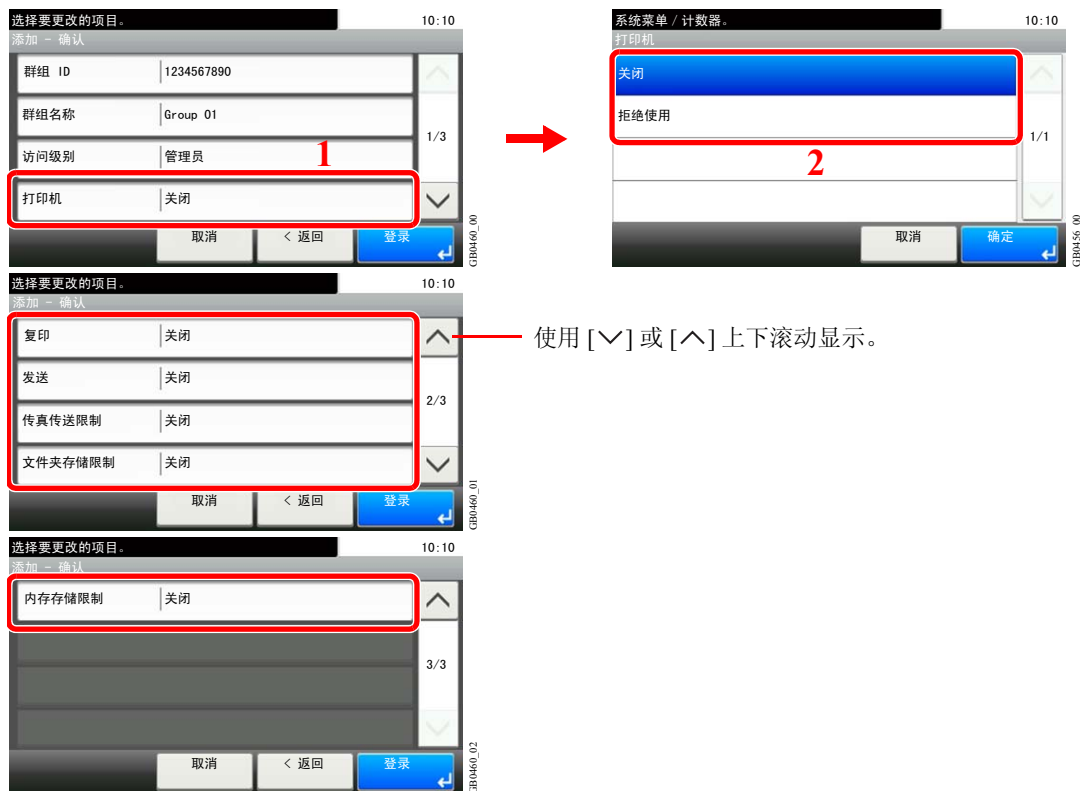 选择要更改的项目。 10:10
添加 - 确认
群组 ID 1234567890
群组名称 Group 01
1/3
访问级别 管理员
1
打印机 关闭
取消 < 返回 登录
GB0460_00
系统菜单 / 计数器。 10:10
打印机
关闭
拒绝使用
1/1
2
取消 确定
GB0456_00
选择要更改的项目。 10:10
添加 - 确认
复印 关闭
发送 关闭
2/3
传真传送限制 关闭
文件夹存储限制 关闭
取消 < 返回 登录
GB0460_01
使用 [∨] 或 [∧] 上下滚动显示。
选择要更改的项目。 10:10
添加 - 确认
内存存储限制 关闭
3/3
取消 < 返回 登录
GB0460_02